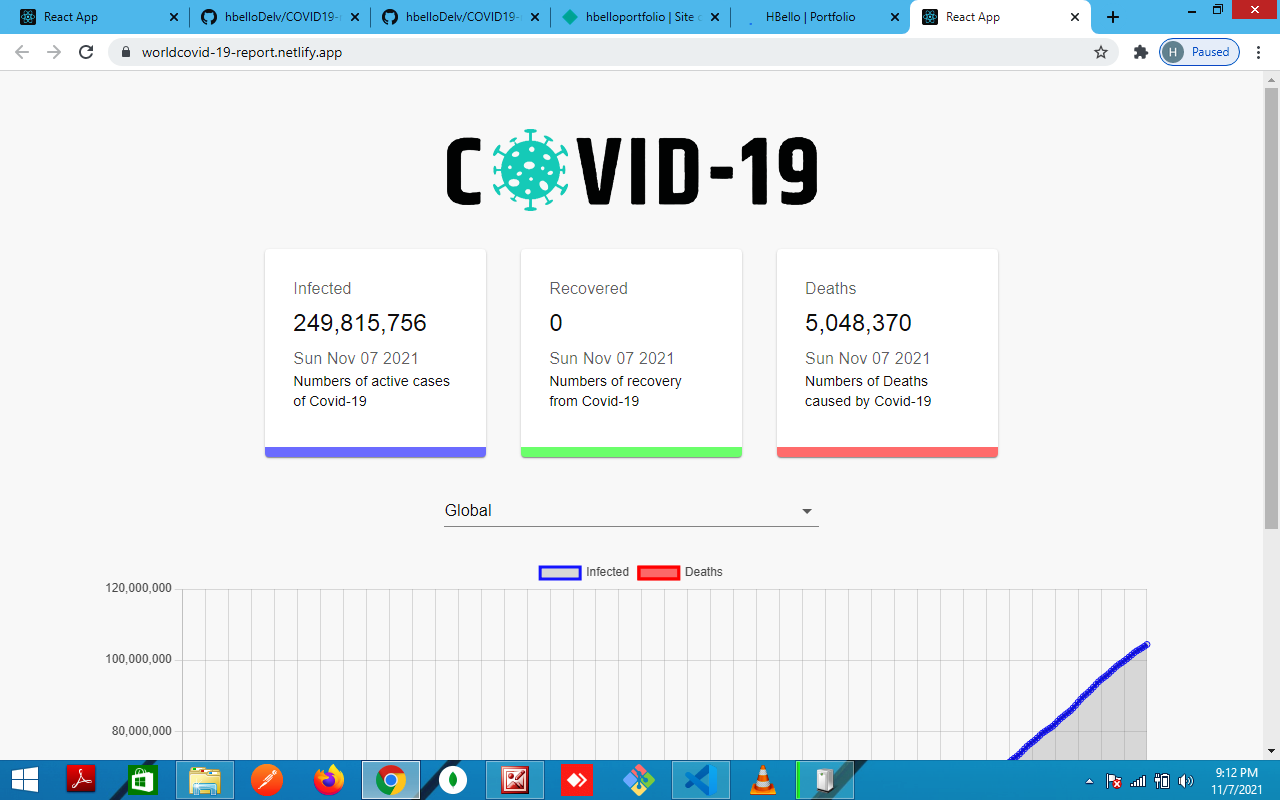 React App
hbelloDelv/COVID19-
hbelloDelv/COVID19-
hbelloportfolio | Site
HBello | Portfolio
React App
worldcovid-19-report.netlify.app
H
Paused
C VID-19
Infected
249,815,756
Sun Nov 07 2021
Numbers of active cases
of Covid-19
Recovered
0
Sun Nov 07 2021
Numbers of recovery
from Covid-19
Deaths
5,048,370
Sun Nov 07 2021
Numbers of Deaths
caused by Covid-19
Global
Infected
Deaths
120,000,000
100,000,000
80,000,000
9:12 PM
11/7/2021